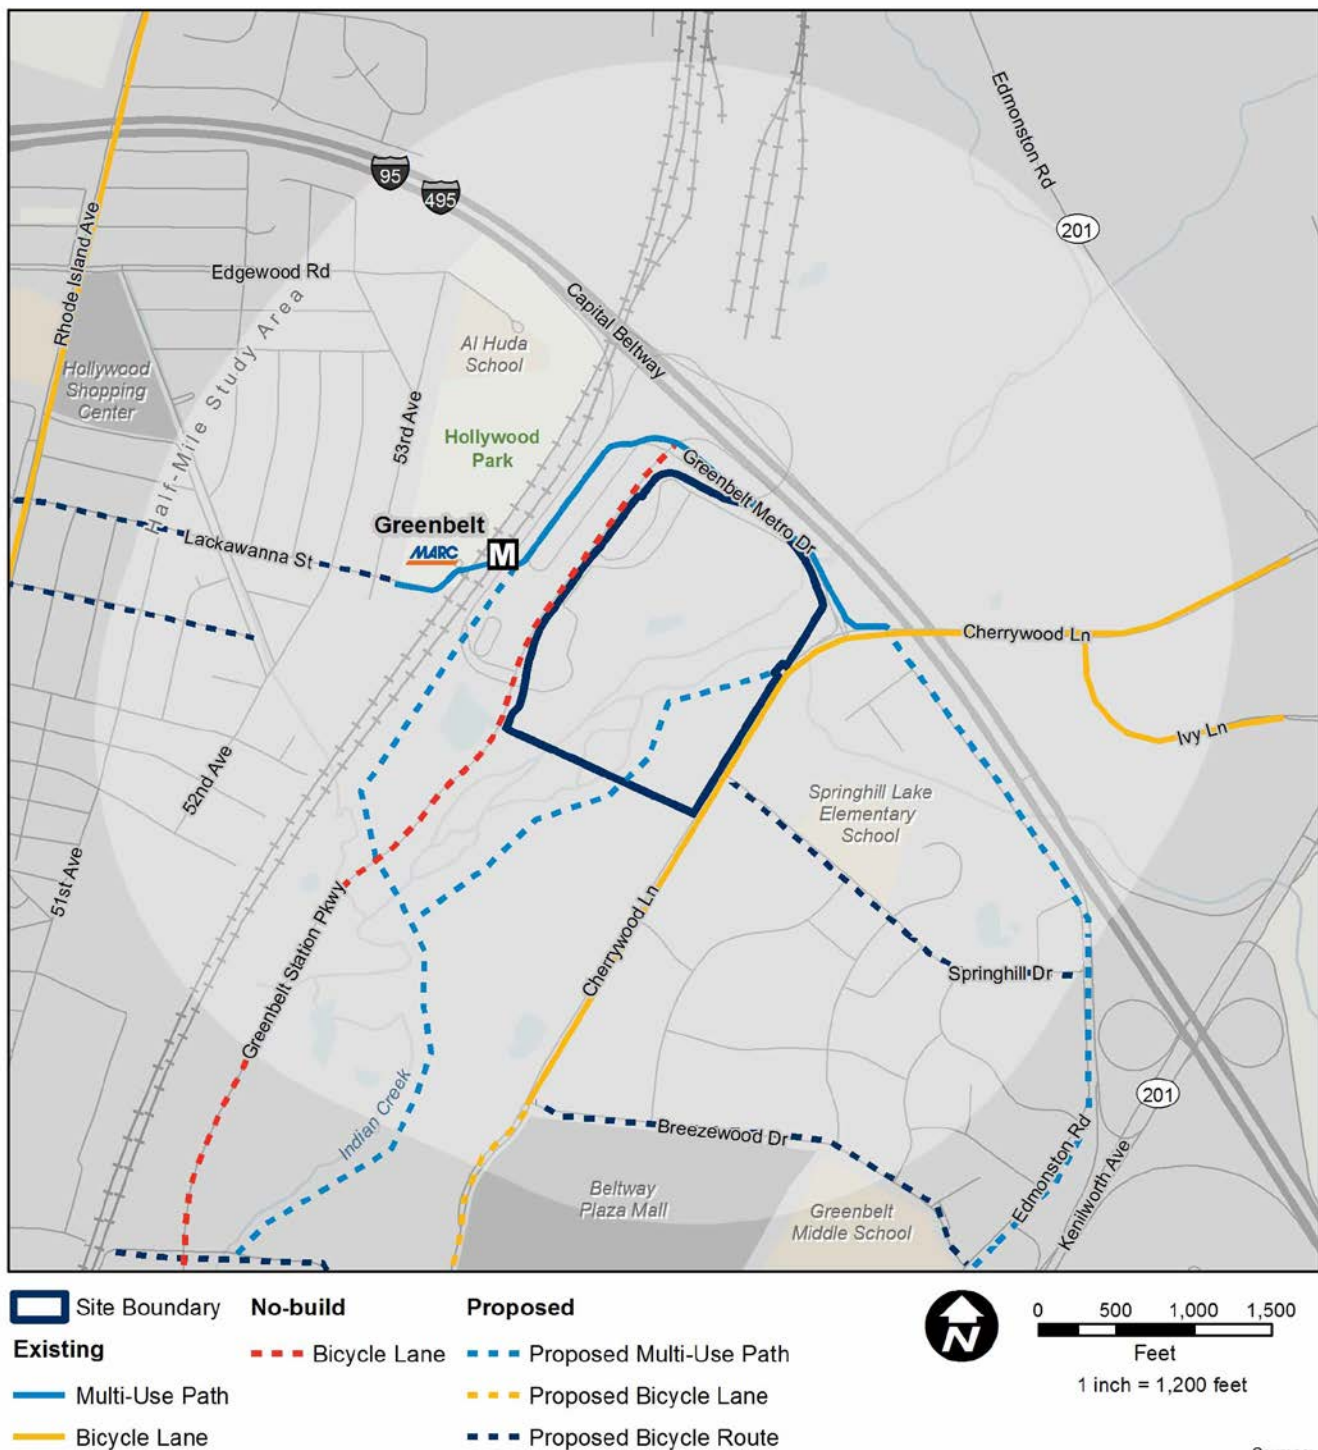 Edmonston Rd
95
495
201
Rhode Island Ave
Edgewood Rd
Capital Beltway
Half-Mile Study Area
Al Huda
School
Hollywood
Shopping
Center
53rd Ave
Hollywood
Park
Greenbelt Metro Dr
Greenbelt
MARC
M
Lackawanna St
Cherrywood Ln
Ivy Ln
52nd Ave
Springhill Lake
Elementary
School
51st Ave
Greenbelt Station Pkwy
Cherrywood Ln
Springhill Dr
Indian Creek
201
Breezewood Dr
Edmonston Rd
Kenilworth Ave
Beltway
Plaza Mall
Greenbelt
Middle School
Site Boundary
No-build
Proposed
Existing
Bicycle Lane
Proposed Multi-Use Path
Multi-Use Path
Proposed Bicycle Lane
Bicycle Lane
Proposed Bicycle Route
N
0 500 1,000 1,500
Feet
1 inch = 1,200 feet